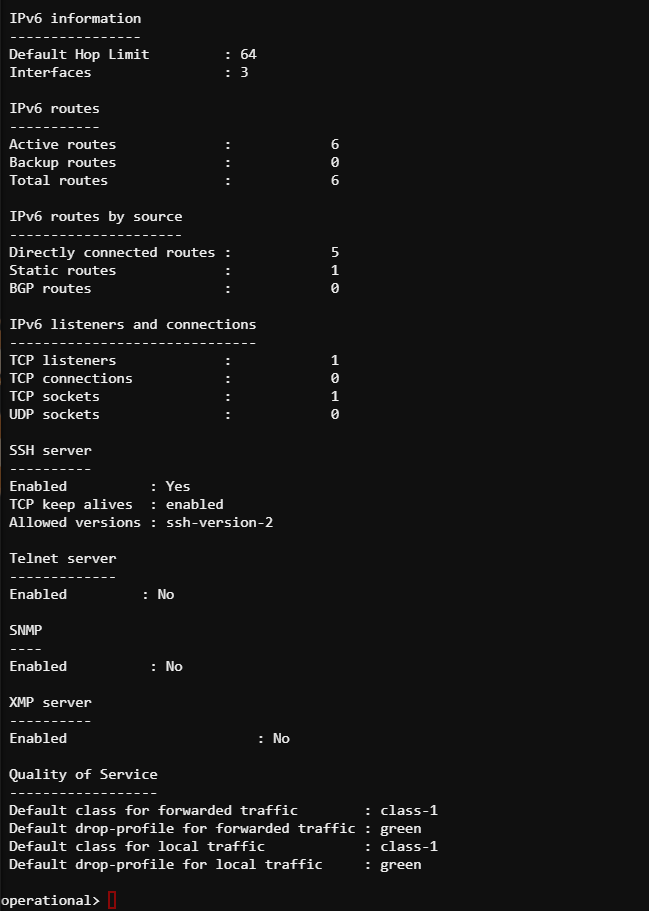 IPv6 information
----------------
Default Hop Limit         : 64
Interfaces                : 3

IPv6 routes
-----------
Active routes             :            6
Backup routes             :            0
Total routes              :            6

IPv6 routes by source
---------------------
Directly connected routes :            5
Static routes             :            1
BGP routes                :            0

IPv6 listeners and connections
------------------------------
TCP listeners             :            1
TCP connections           :            0
TCP sockets               :            1
UDP sockets               :            0

SSH server
----------
Enabled          : Yes
TCP keep alives  : enabled
Allowed versions : ssh-version-2

Telnet server
-------------
Enabled         : No

SNMP
----
Enabled          : No

XMP server
----------
Enabled                       : No

Quality of Service
------------------
Default class for forwarded traffic        : class-1
Default drop-profile for forwarded traffic : green
Default class for local traffic            : class-1
Default drop-profile for local traffic     : green

operational>